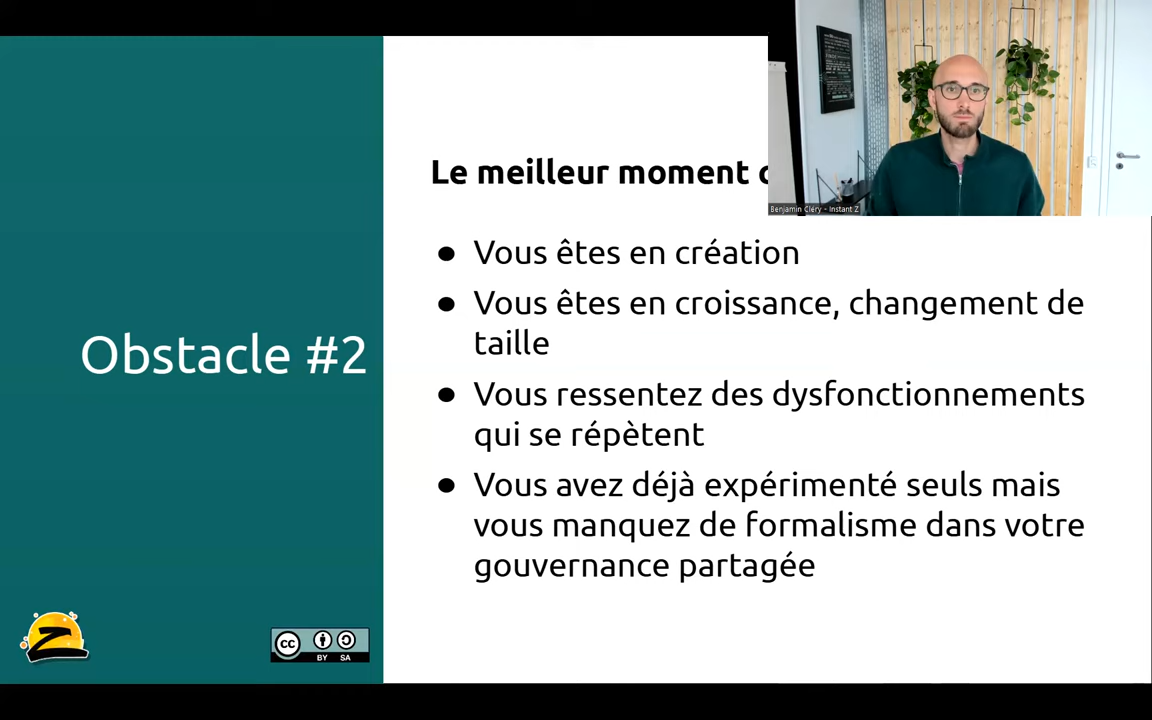 Le meilleur moment
Benjamin Cléry - Instant Z
● Vous êtes en création
● Vous êtes en croissance, changement de
taille
Obstacle #2
● Vous ressentez des dysfonctionnements
qui se répètent
● Vous avez déjà expérimenté seuls mais
vous manquez de formalisme dans votre
gouvernance partagée
Z
cc
BY SA